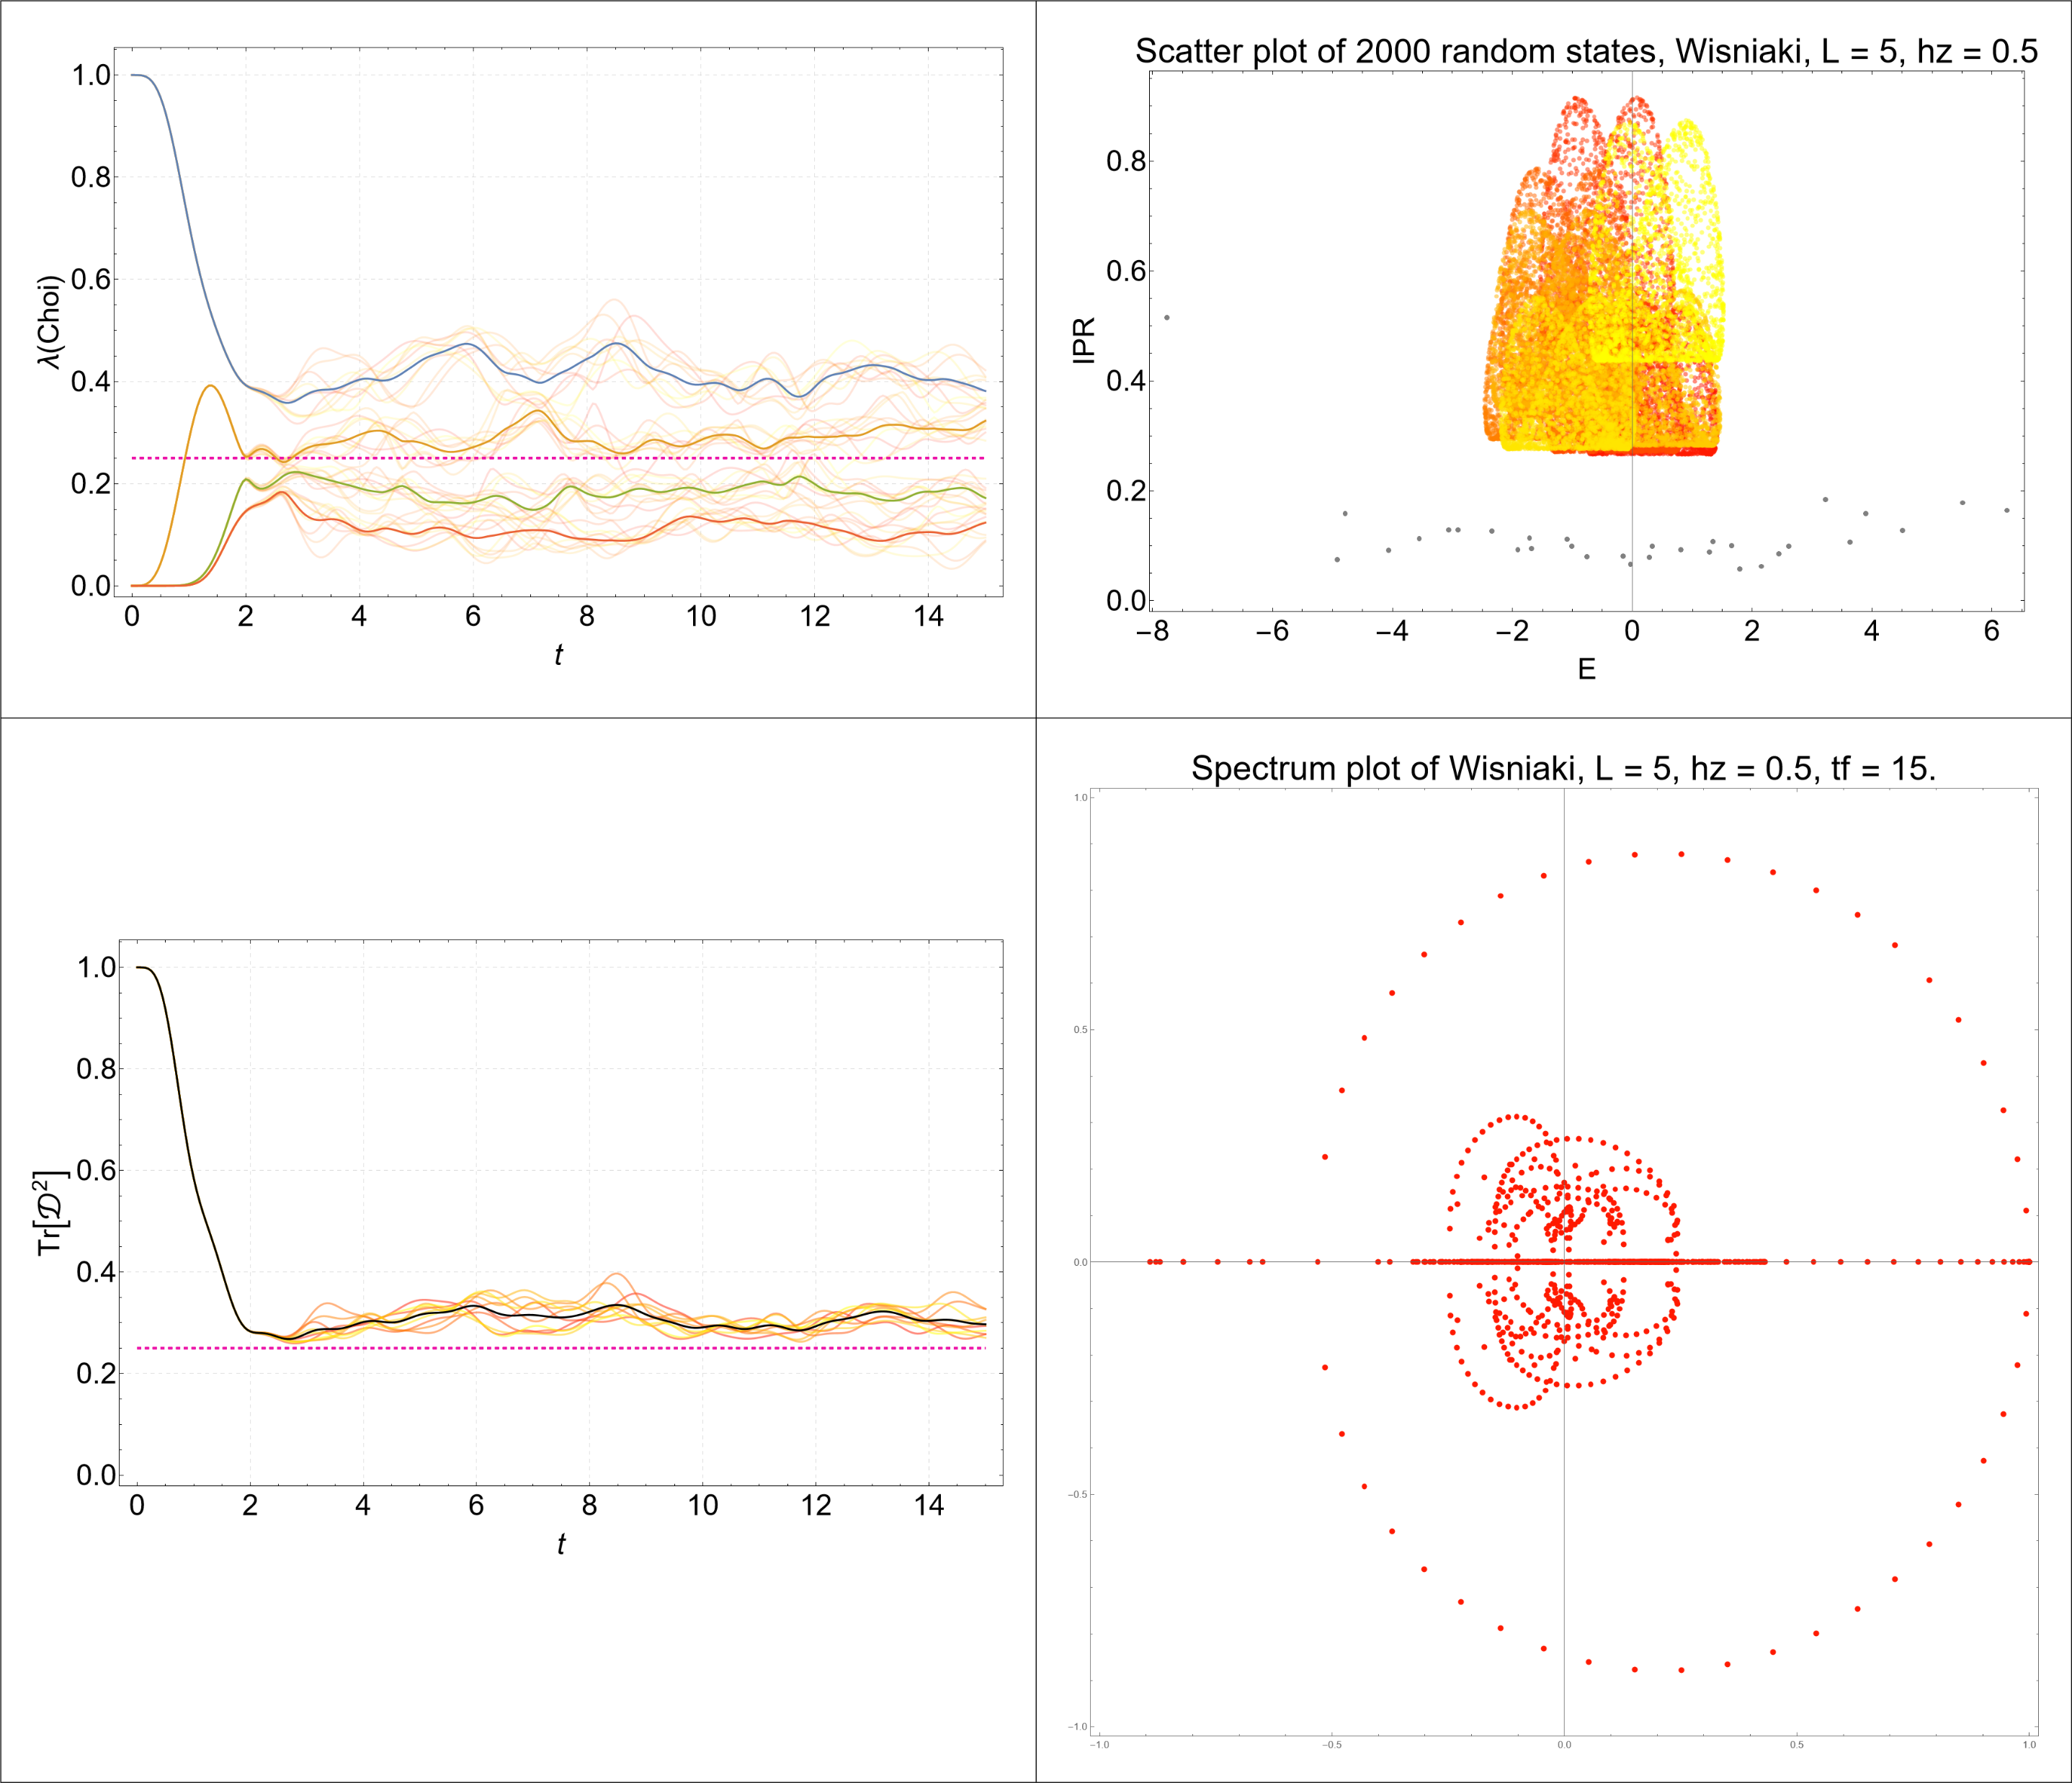 1.0
0.8
0.6
0.4
0.2
0.0
λ(Choi)
0 2 4 6 8 10 12 14
t
Scatter plot of 2000 random states, Wisniaki, L = 5, hz = 0.5
0.8
0.6
0.4
0.2
0.0
IPR
−8 −6 −4 −2 0 2 4 6
E
1.0
0.8
0.6
0.4
0.2
0.0
Tr[𝒟²]
0 2 4 6 8 10 12 14
t
Spectrum plot of Wisniaki, L = 5, hz = 0.5, tf = 15.
1.0
0.5
0.0
−0.5
−1.0
−1.0 −0.5 0.0 0.5 1.0